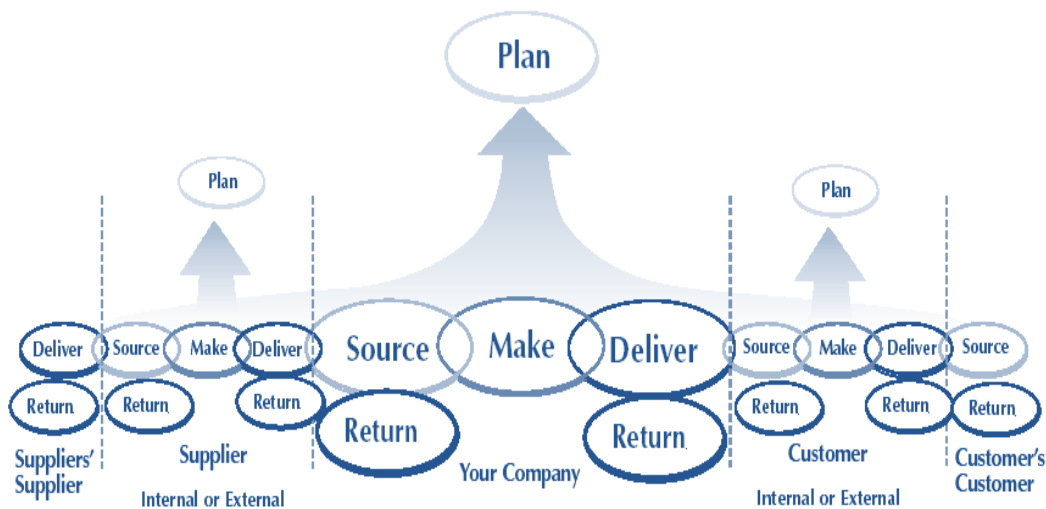 Plan
Plan
Plan
Deliver
Source
Make
Deliver
Source
Make
Deliver
Source
Make
Deliver
Source
Return
Return
Return
Return
Return
Return
Return
Return
Suppliers'
Supplier
Supplier
Internal or External
Your Company
Customer
Internal or External
Customer's
Customer